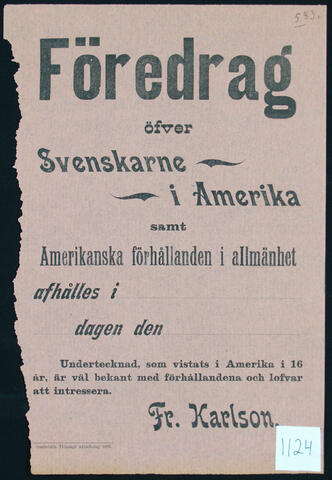 583.
Föredrag
öfver
Svenskarne
i Amerika
samt
Amerikanska förhållanden i allmänhet
afhålles i
dagen den
Undertecknad, som vistats i Amerika i 16
år, är väl bekant med förhållandena och lofvar
att intressera.
Fr. Karlson.
1124